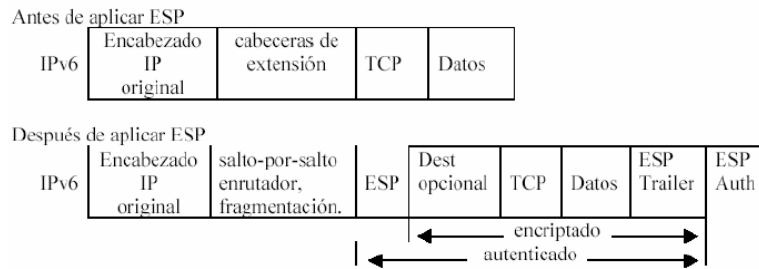 Antes de aplicar ESP
IPv6
Encabezado
IP
original
cabeceras de
extensión
TCP
Datos
Después de aplicar ESP
IPv6
Encabezado
IP
original
salto-por-salto
enrutador,
fragmentación.
ESP
Dest
opcional
TCP
Datos
ESP
Trailer
ESP
Auth
encriptado
autenticado